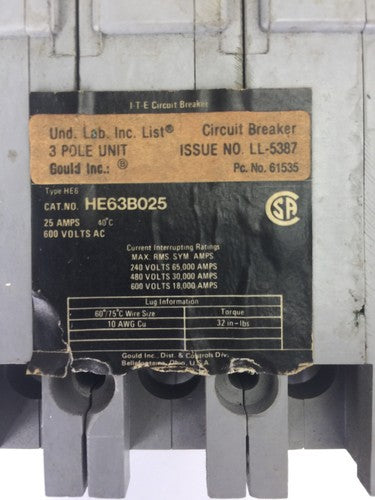 I-T-E Circuit Breaker
Und. Lab. Inc. List® Circuit Breaker
3 POLE UNIT ISSUE NO. LL-5387
Gould Inc.: ® Pc. No. 61535
Type HE6
CAT.NO. HE63B025
25 AMPS 40°C
600 VOLTS AC
SA
Current Interrupting Ratings
MAX. RMS. SYM. AMPS
240 VOLTS 65,000 AMPS
480 VOLTS 30,000 AMPS
600 VOLTS 18,000 AMPS
Lug Information
60°/75°C Wire Size Torque
10 AWG Cu 32 in-lbs
Gould Inc., Dist. & Controls Div.
Bellefontaine, Ohio, U.S.A.